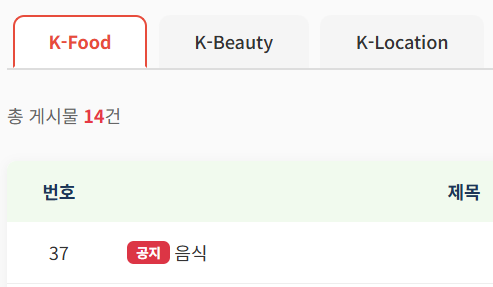 K-Food K-Beauty K-Location
총 게시물 14건
번호 제목
37 공지 음식